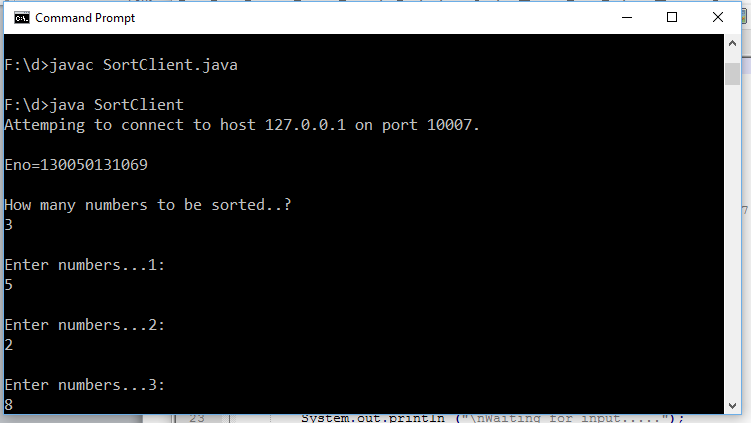 Command Prompt
F:\d>javac SortClient.java
F:\d>java SortClient
Attemping to connect to host 127.0.0.1 on port 10007.
Eno=130050131069
How many numbers to be sorted..?
3
Enter numbers...1:
5
Enter numbers...2:
2
Enter numbers...3:
8
7
23 System.out.println ("\nWaiting for input.....");